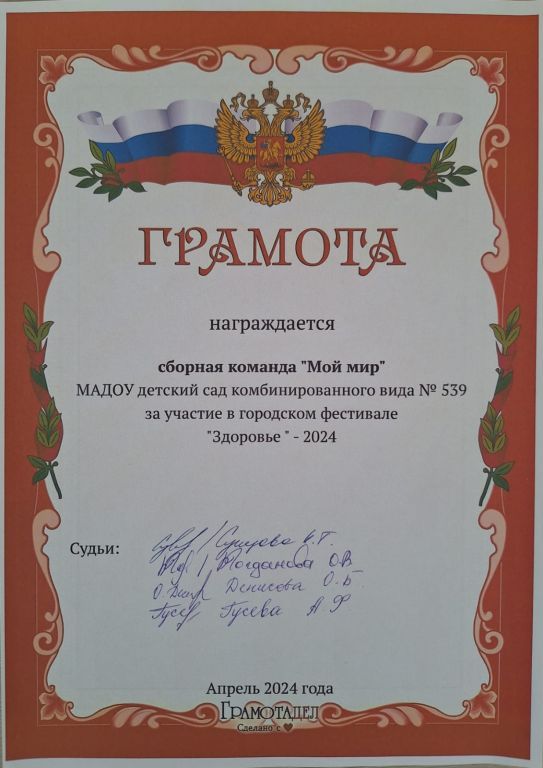 ГРАМОТА
награждается
сборная команда "Мой мир"
МАДОУ детский сад комбинированного вида № 539
за участие в городском фестивале
"Здоровье " - 2024
Судьи:
О.В.
Денисова О.Б.
Гусева А Ф
Апрель 2024 года
ГРАМОТАДЕЛ
Сделано с ❤